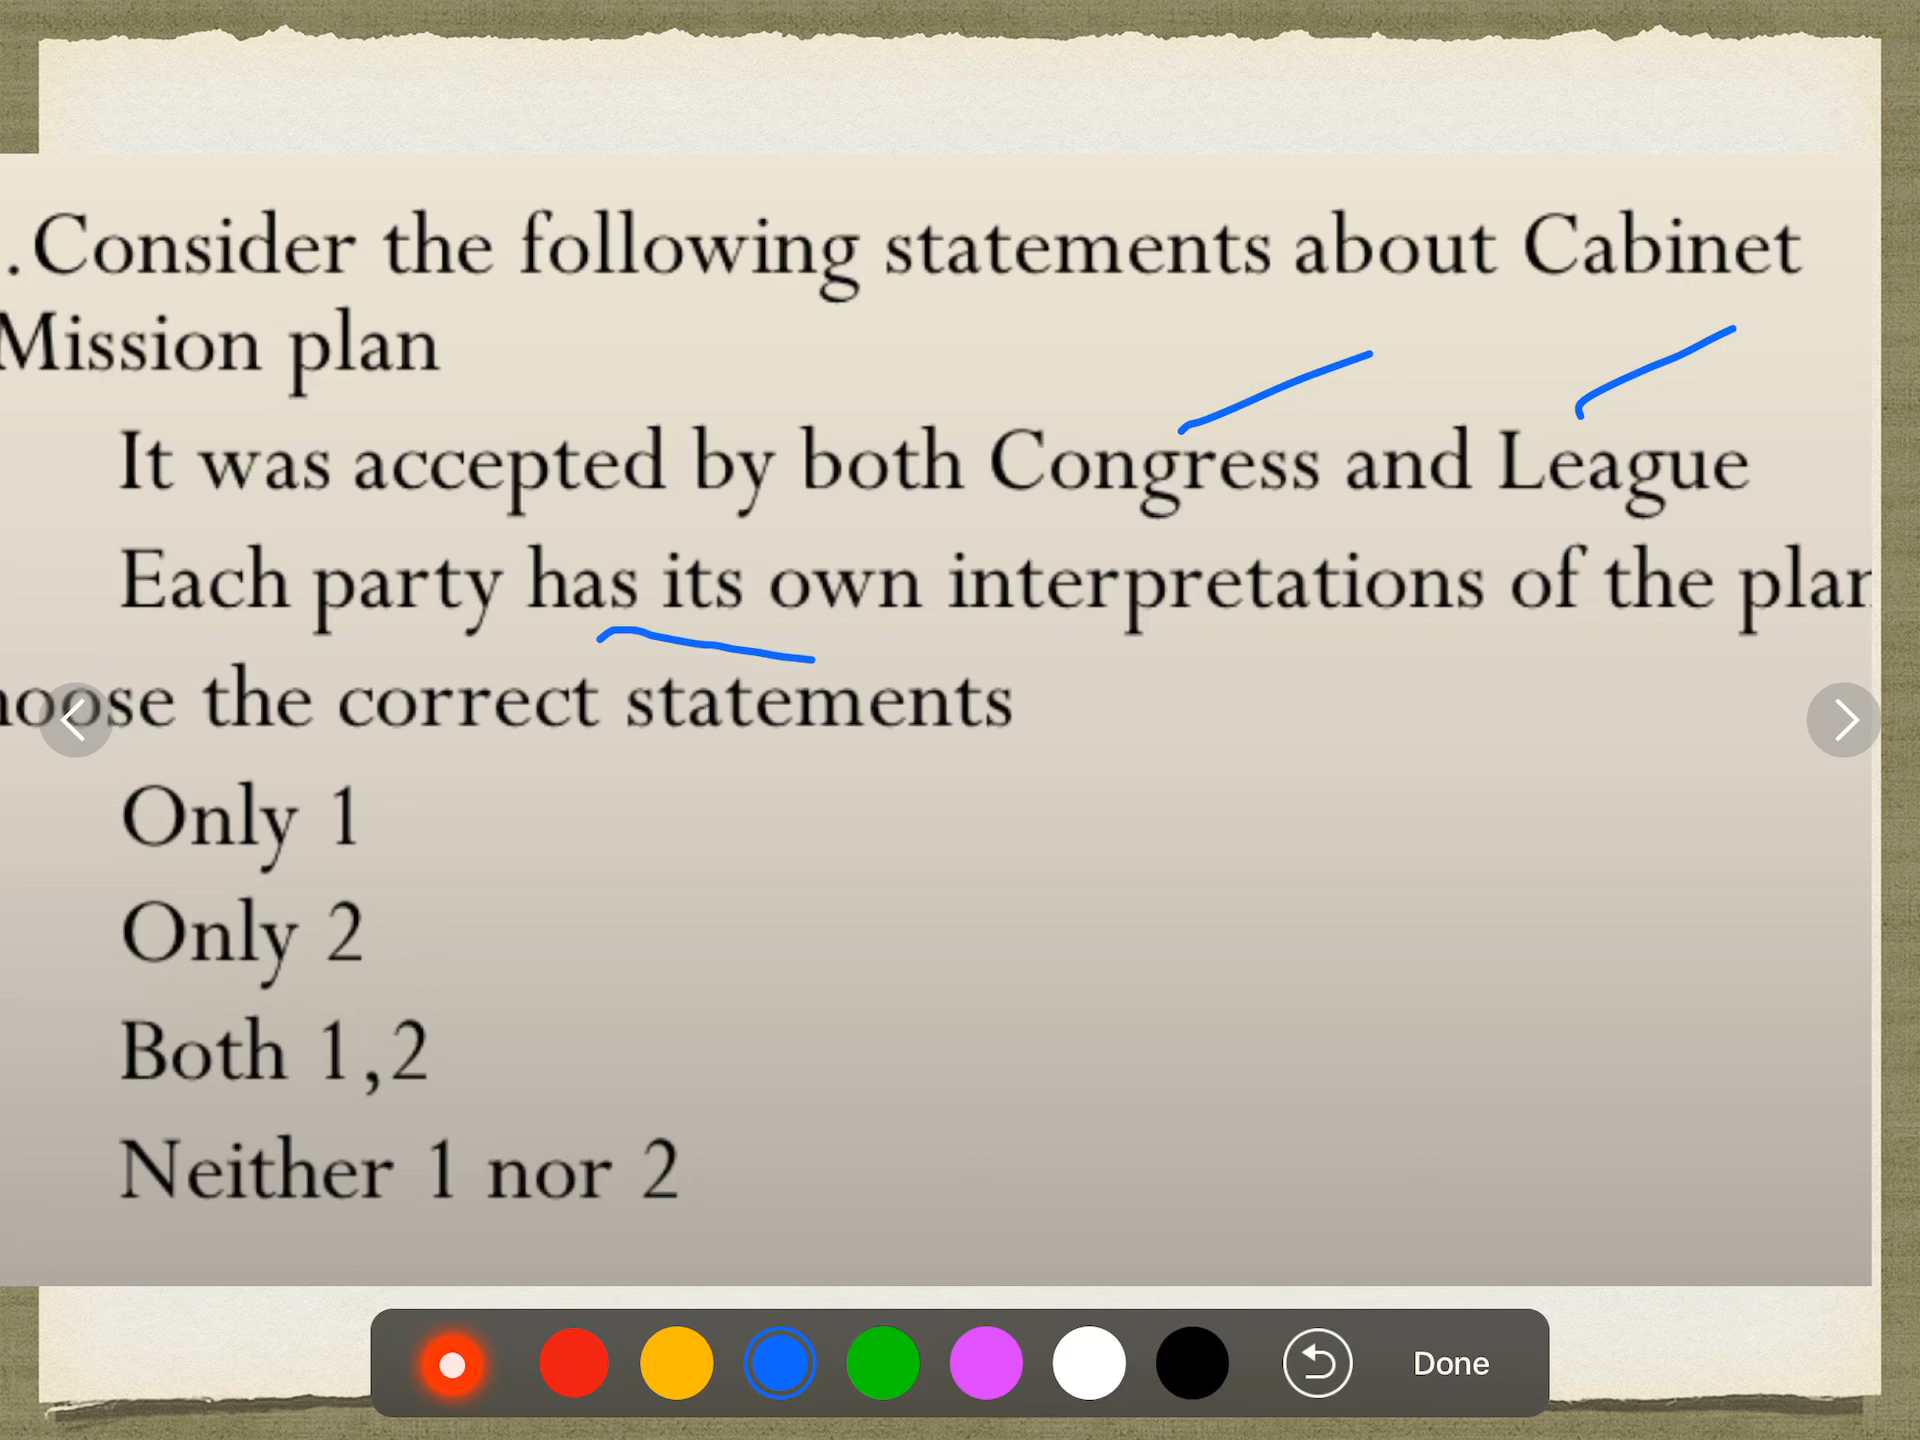 .Consider the following statements about Cabinet
Mission plan
It was accepted by both Congress and League
Each party has its own interpretations of the plan
hoose the correct statements
Only 1
Only 2
Both 1,2
Neither 1 nor 2
Done